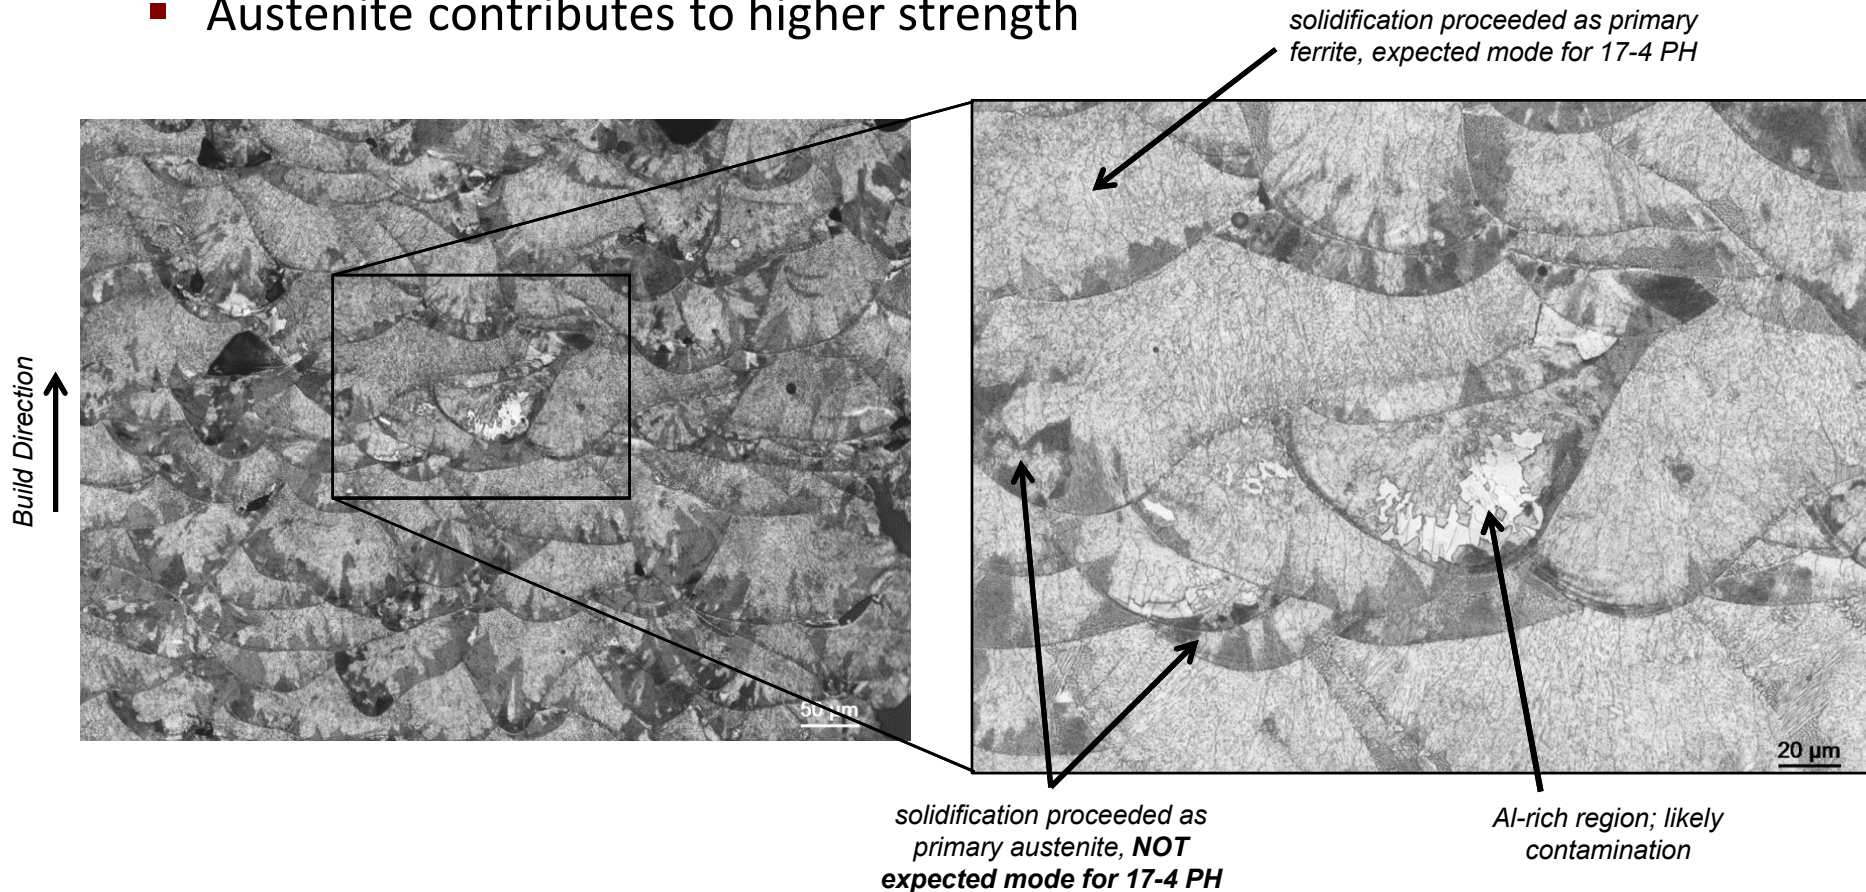 ▪ Austenite contributes to higher strength
solidification proceeded as primary
ferrite, expected mode for 17-4 PH
Build Direction
50 µm
20 µm
solidification proceeded as
primary austenite, NOT
expected mode for 17-4 PH
Al-rich region; likely
contamination